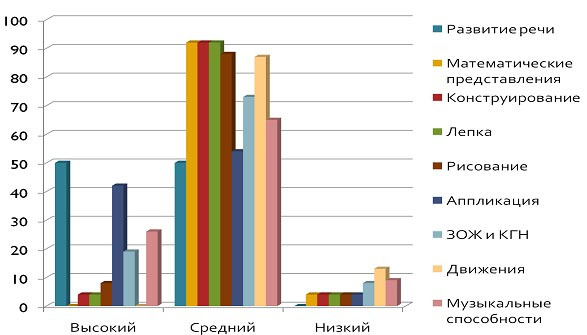 100
90
80
70
60
50
40
30
20
10
0
Высокий
Средний
Низкий
Развитие речи
Математические
представления
Конструирование
Лепка
Рисование
Аппликация
ЗОЖ и КГН
Движения
Музыкальные
способности